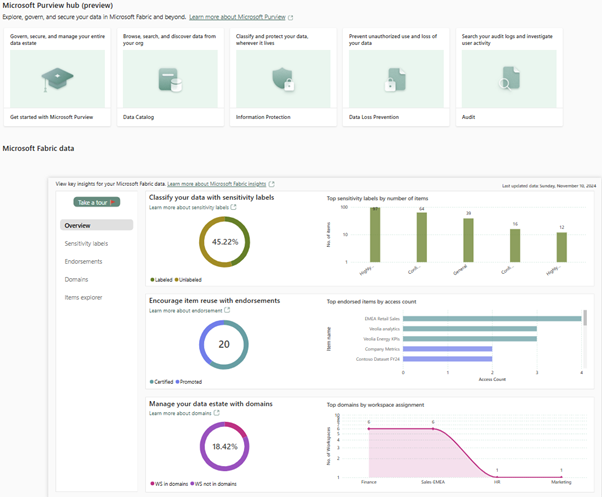 Microsoft Purview hub (preview)
Explore, govern, and secure your data in Microsoft Fabric and beyond. Learn more about Microsoft Purview
Govern, secure, and manage your entire
data estate
Get started with Microsoft Purview
Browse, search, and discover data from
your org
Data Catalog
Classify and protect your data,
wherever it lives
Information Protection
Prevent unauthorized use and loss of
your data
Data Loss Prevention
Search your audit logs and investigate
user activity
Audit
Microsoft Fabric data
View key insights for your Microsoft Fabric data. Learn more about Microsoft Fabric insights
Last updated data: Sunday, November 10, 2024
Take a tour
Overview
Sensitivity labels
Endorsements
Domains
Items explorer
Classify your data with sensitivity labels
Learn more about sensitivity labels
45.22%
Labeled Unlabeled
Top sensitivity labels by number of items
No. of items
100
10
1
64
38
16
12
Highly...
Confi...
General
Confi...
Highly...
Encourage item reuse with endorsements
Learn more about endorsement
20
Certified Promoted
Top endorsed items by access count
Item name
EMEA Retail Sales
Vesila analytics
Vesila Energy KPIs
Company Metrics
Contoso Dataset FY24
0 1 2 3 4
Access Count
Manage your data estate with domains
Learn more about domains
18.42%
WS in domains WS not in domains
Top domains by workspace assignment
No. of Workspaces
10
6
5
4
3
2
1
6
6
1
1
Finance
Sales EMEA
HR
Marketing